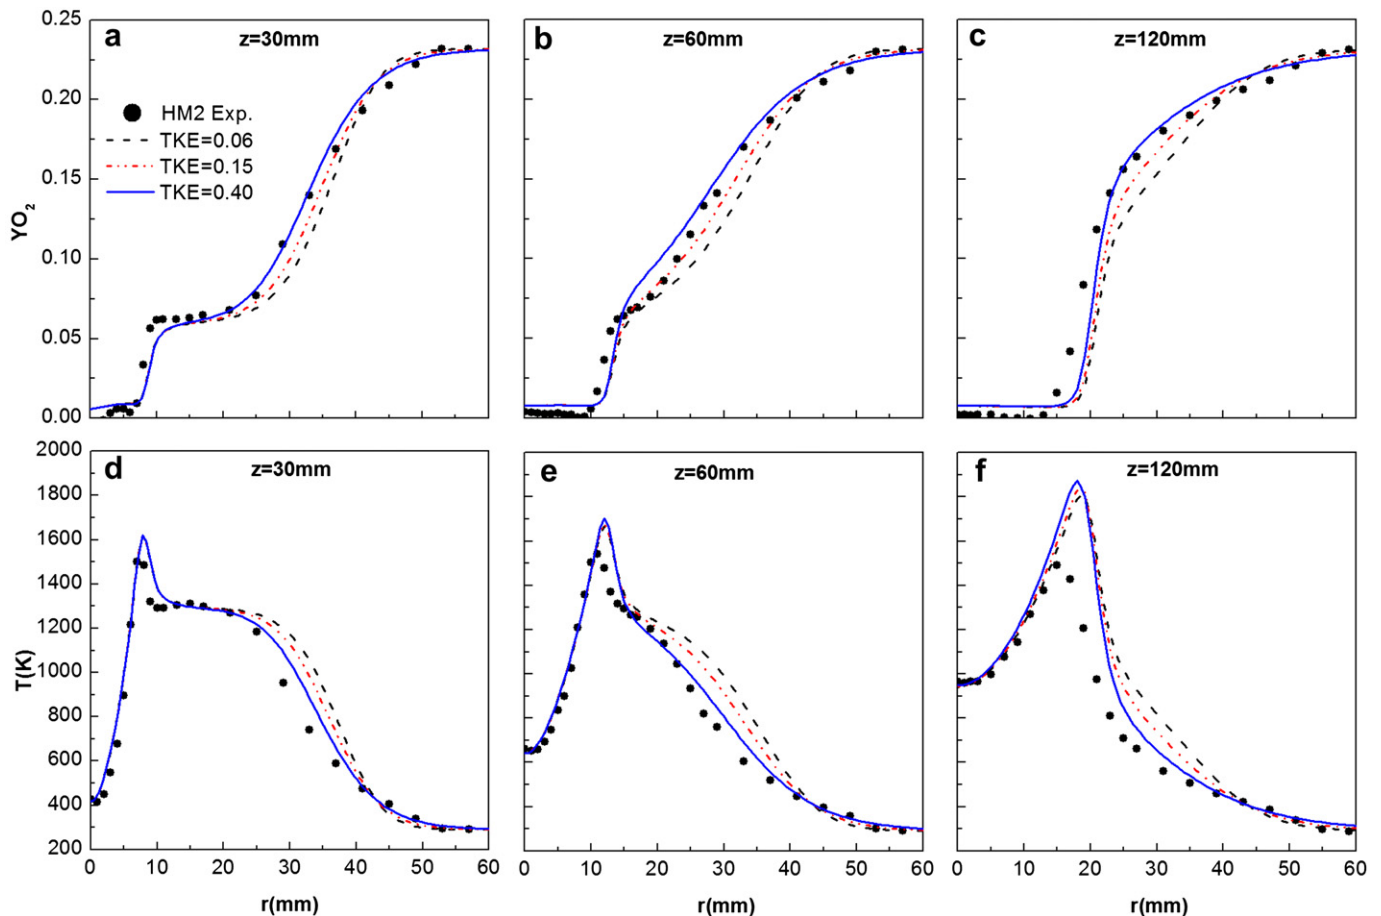 a
z=30mm
b
z=60mm
c
z=120mm
0.25
0.20
0.15
0.10
0.05
0.00
YO2
HM2 Exp.
TKE=0.06
TKE=0.15
TKE=0.40
d
z=30mm
e
z=60mm
f
z=120mm
2000
1800
1600
1400
1200
1000
800
600
400
200
T(K)
0 10 20 30 40 50 60
0 10 20 30 40 50 60
0 10 20 30 40 50 60
r(mm)
r(mm)
r(mm)